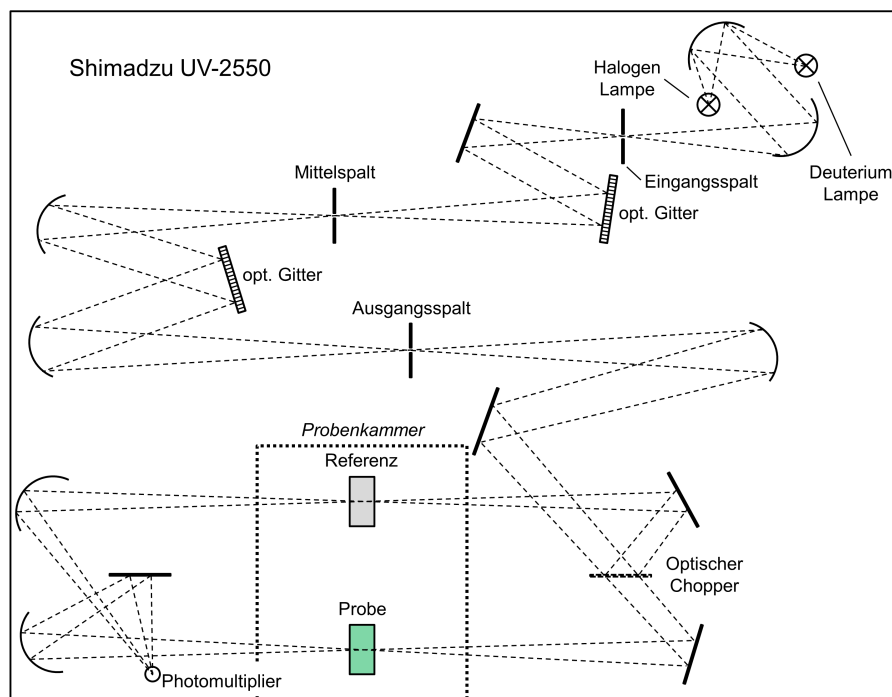 Shimadzu UV-2550
Halogen
Lampe
Deuterium
Lampe
Eingangsspalt
opt. Gitter
Mittelspalt
opt. Gitter
Ausgangsspalt
Probenkammer
Referenz
Optischer
Chopper
Probe
Photomultiplier